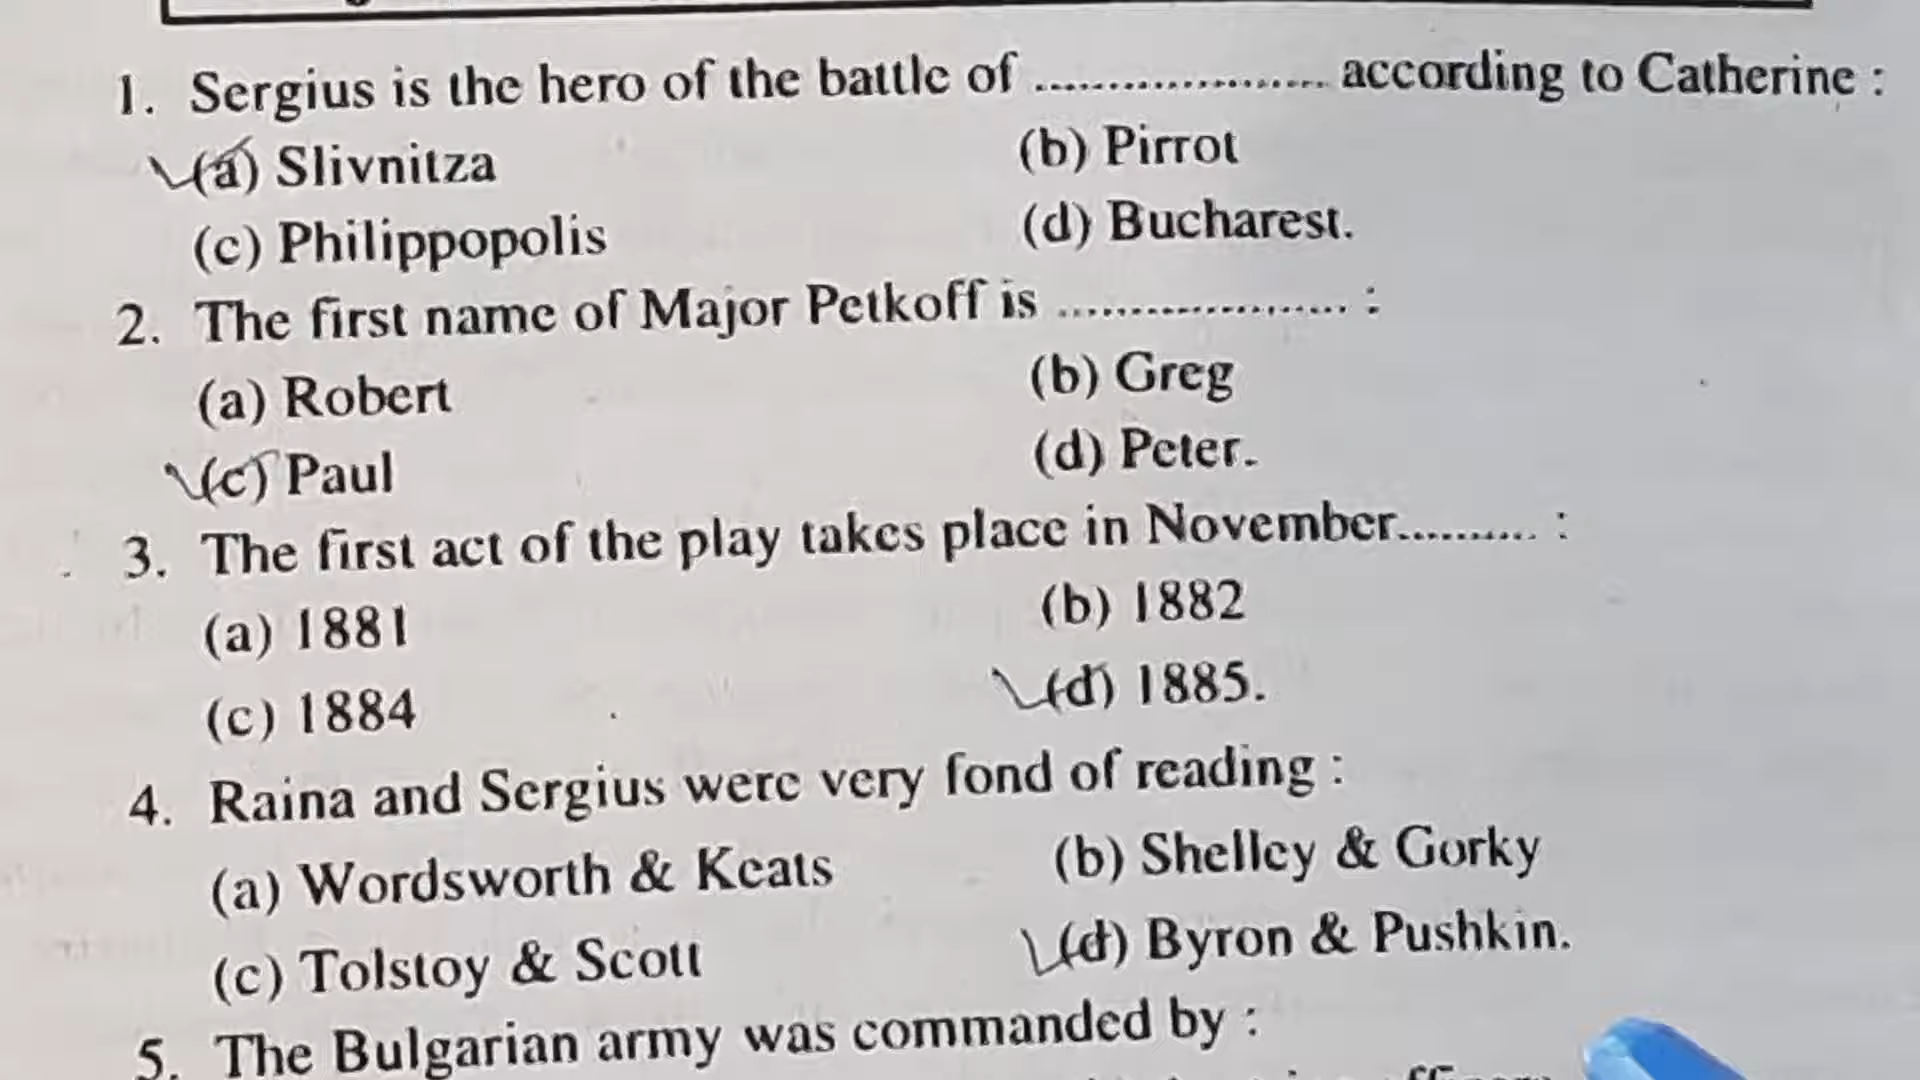 1. Sergius is the hero of the battle of .................... according to Catherine :
(a) Slivnitza (b) Pirrot
(c) Philippopolis (d) Bucharest.
2. The first name of Major Petkoff is .................... :
(a) Robert (b) Greg
(c) Paul (d) Peter.
3. The first act of the play takes place in November.......... :
(a) 1881 (b) 1882
(c) 1884 (d) 1885.
4. Raina and Sergius were very fond of reading :
(a) Wordsworth & Keats (b) Shelley & Gorky
(c) Tolstoy & Scott (d) Byron & Pushkin.
5. The Bulgarian army was commanded by :